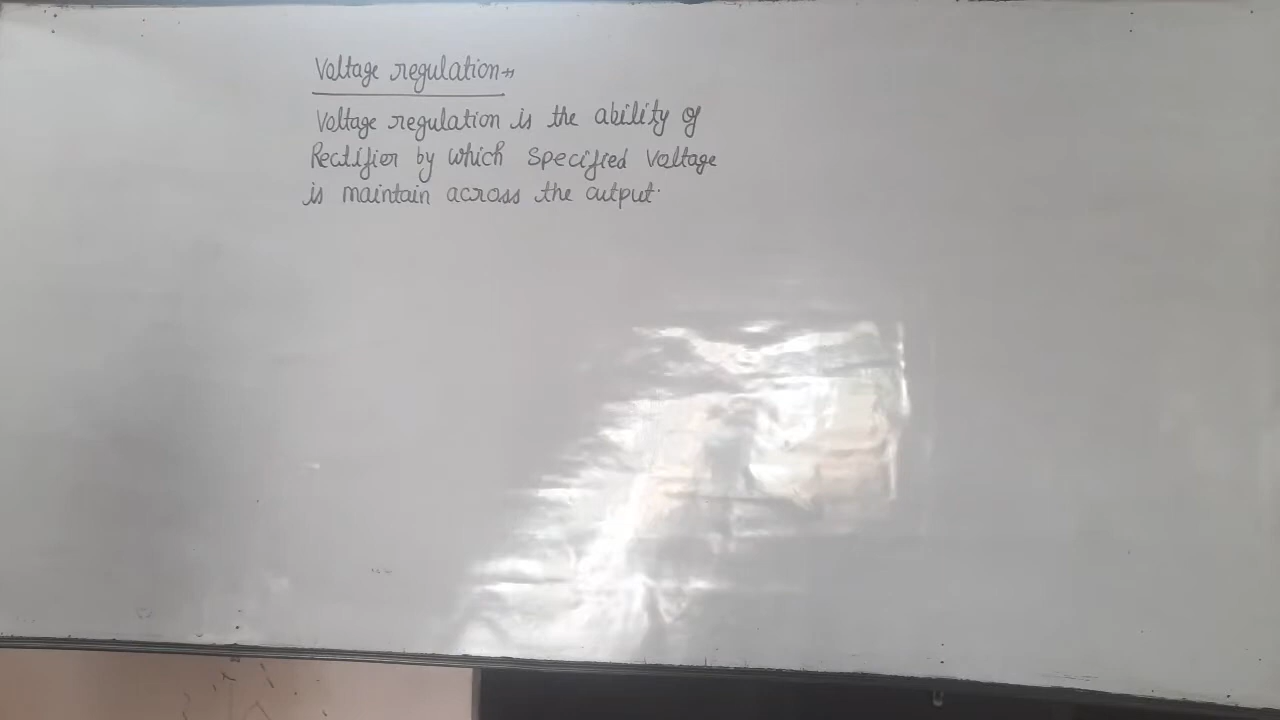 Voltage regulation→
Voltage regulation is the ability of
Rectifier by which specified voltage
is maintain across the output.